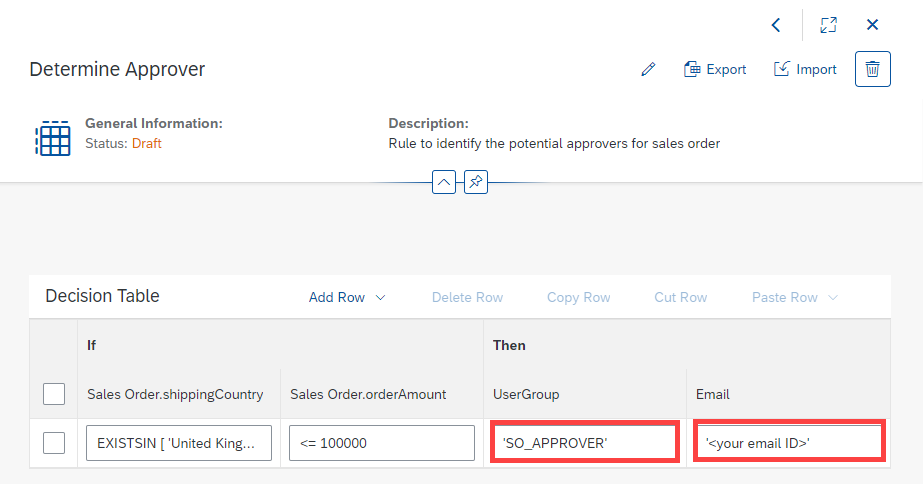 Determine Approver
Export
Import
General Information:
Status: Draft
Description:
Rule to identify the potential approvers for sales order
Decision Table
Add Row
Delete Row
Copy Row
Cut Row
Paste Row
If
Then
Sales Order.shippingCountry
Sales Order.orderAmount
UserGroup
Email
EXISTSIN [ 'United King...
<= 100000
'SO_APPROVER'
'<your email ID>'